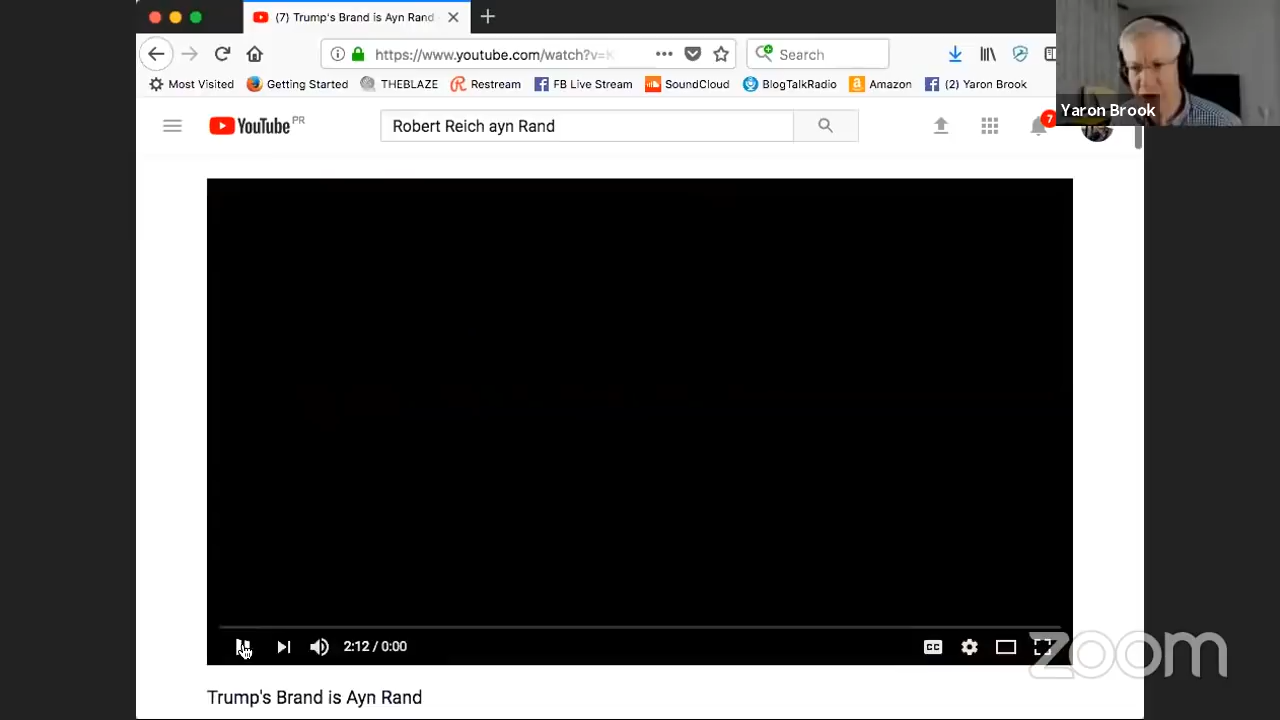 (7) Trump's Brand is Ayn Rand
https://www.youtube.com/watch?v=
Search
Most Visited
Getting Started
THEBLAZE
Restream
FB Live Stream
SoundCloud
BlogTalkRadio
Amazon
(2) Yaron Brook
Yaron Brook
YouTube PR
Robert Reich ayn Rand
7
2:12 / 0:00
CC
zoom
Trump's Brand is Ayn Rand